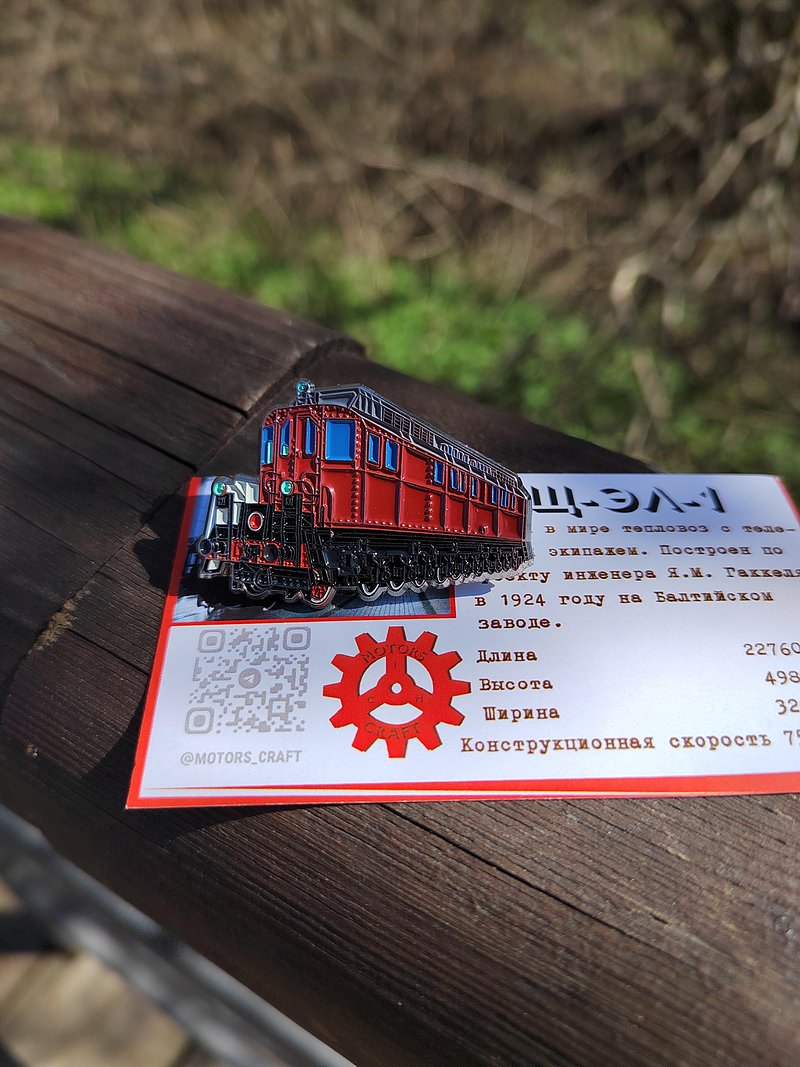 Щ-ЭЛ-1
в мире тепловоз с теле-
экипажем. Построен по
екту инженера Я.М. Гаккеля
в 1924 году на Балтийском
заводе.
Длина 22760
Высота 498
Ширина 32
Конструкционная скорость 75
MOTORS
CRAFT
@MOTORS_CRAFT